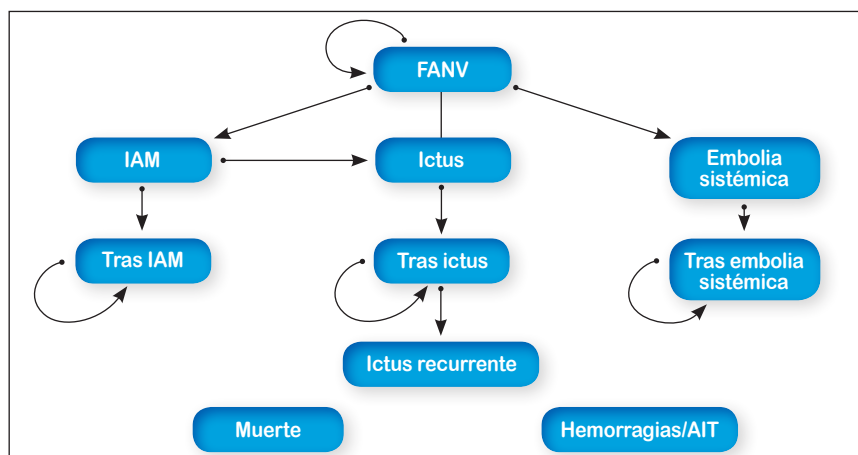 FANV
IAM
Ictus
Embolia
sistémica
Tras IAM
Tras ictus
Tras embolia
sistémica
Ictus recurrente
Muerte
Hemorragias/AIT